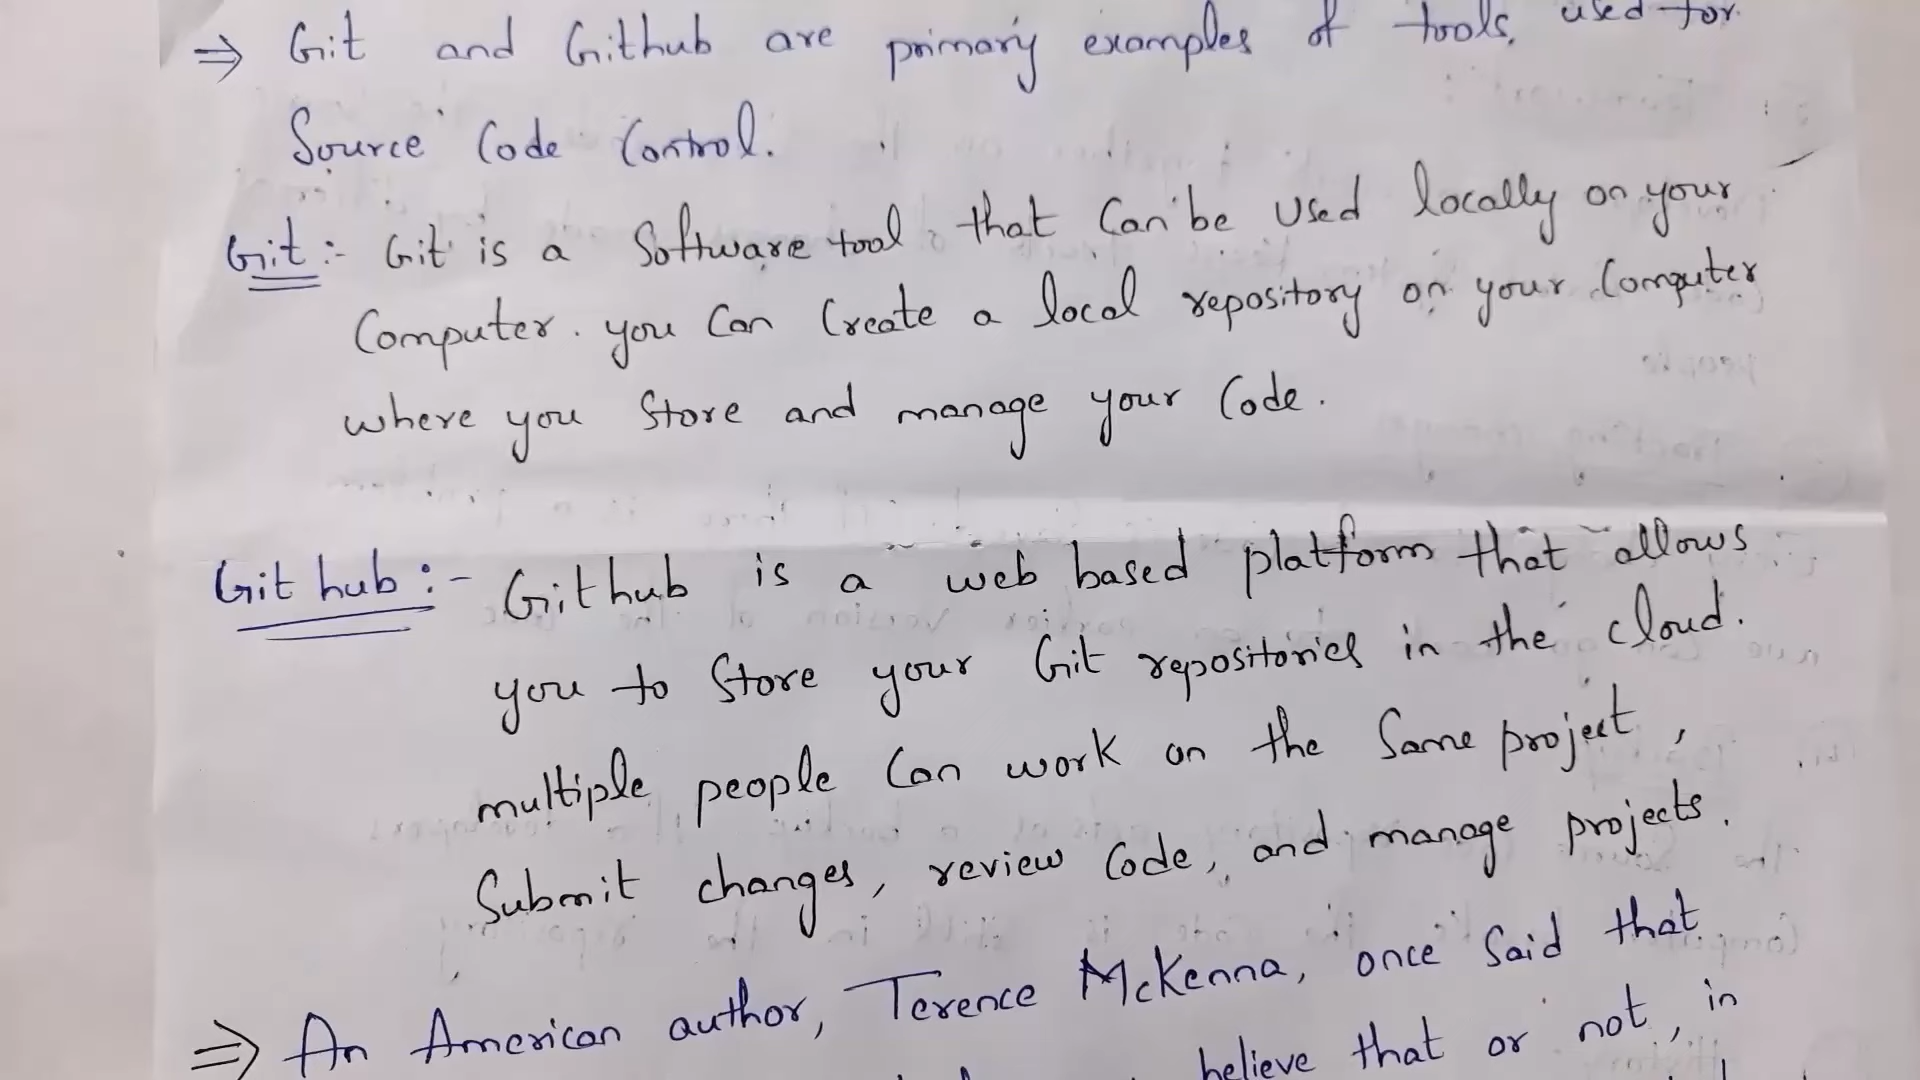 ⇒ Git and Github are primary examples of tools, used for
Source Code Control.
Git :- Git is a Software tool that Can be Used locally on your
Computer. you Can Create a local repository on your Computer
where you Store and manage your Code.
Git hub :- Github is a web based platform that allows
you to Store your Git repositories in the cloud.
multiple people Can work on the Same project,
Submit changes, review Code, and manage projects.
⇒ An American author, Terence McKenna, once Said that
believe that or not, in